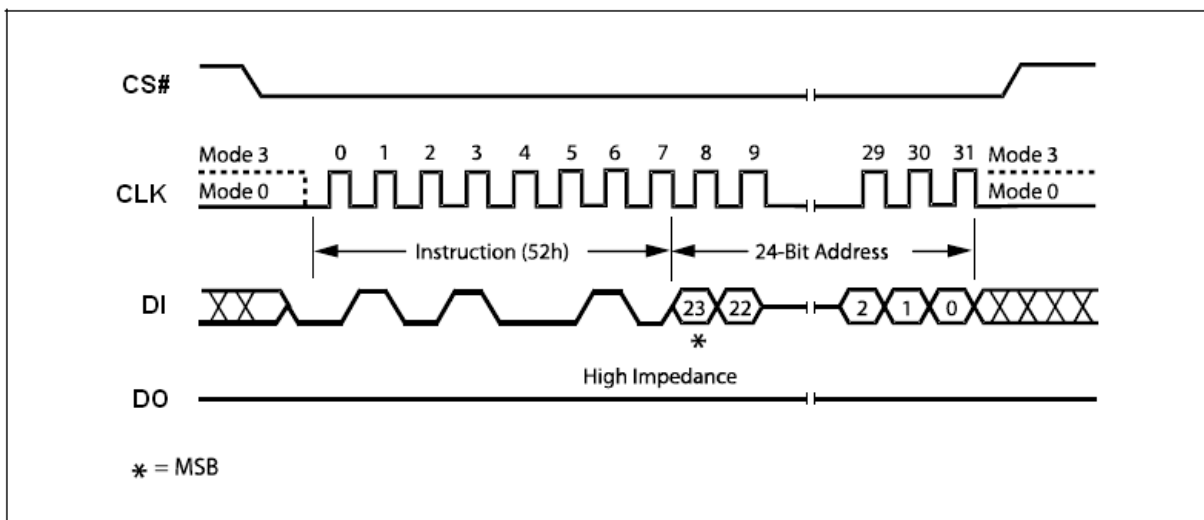 CS#
Mode 3 0 1 2 3 4 5 6 7 8 9 29 30 31 Mode 3
CLK Mode 0 Mode 0
Instruction (52h) 24-Bit Address
DI 23 22 2 1 0
*
High Impedance
DO
* = MSB